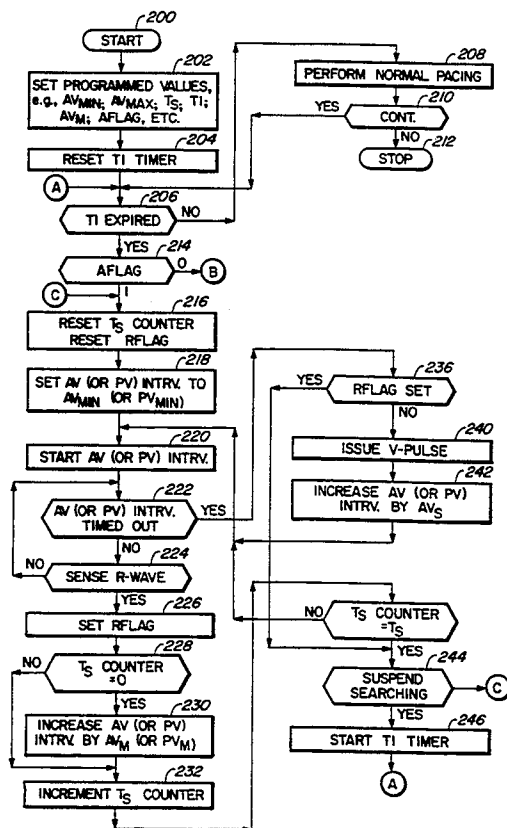 200
START
202
SET PROGRAMMED VALUES,
e.g., AVMIN; AVMAX; TS; TI;
AVM; AFLAG, ETC.
204
RESET TI TIMER
A
206
TI EXPIRED
NO
YES
214
AFLAG
O
B
C
1
216
RESET TS COUNTER
RESET RFLAG
218
SET AV (OR PV) INTRV. TO
AVMIN (OR PVMIN)
220
START AV (OR PV) INTRV.
222
AV (OR PV) INTRV.
TIMED OUT
YES
NO
224
NO
SENSE R-WAVE
YES
226
SET RFLAG
228
NO
TS COUNTER
=0
YES
230
INCREASE AV (OR PV)
INTRV. BY AVM (OR PVM)
232
INCREMENT TS COUNTER
208
PERFORM NORMAL PACING
210
YES
CONT.
NO
212
STOP
236
YES
RFLAG SET
NO
240
ISSUE V-PULSE
242
INCREASE AV (OR PV)
INTRV. BY AVS
NO
TS COUNTER
=TS
YES
244
SUSPEND
SEARCHING
C
YES
246
START TI TIMER
A